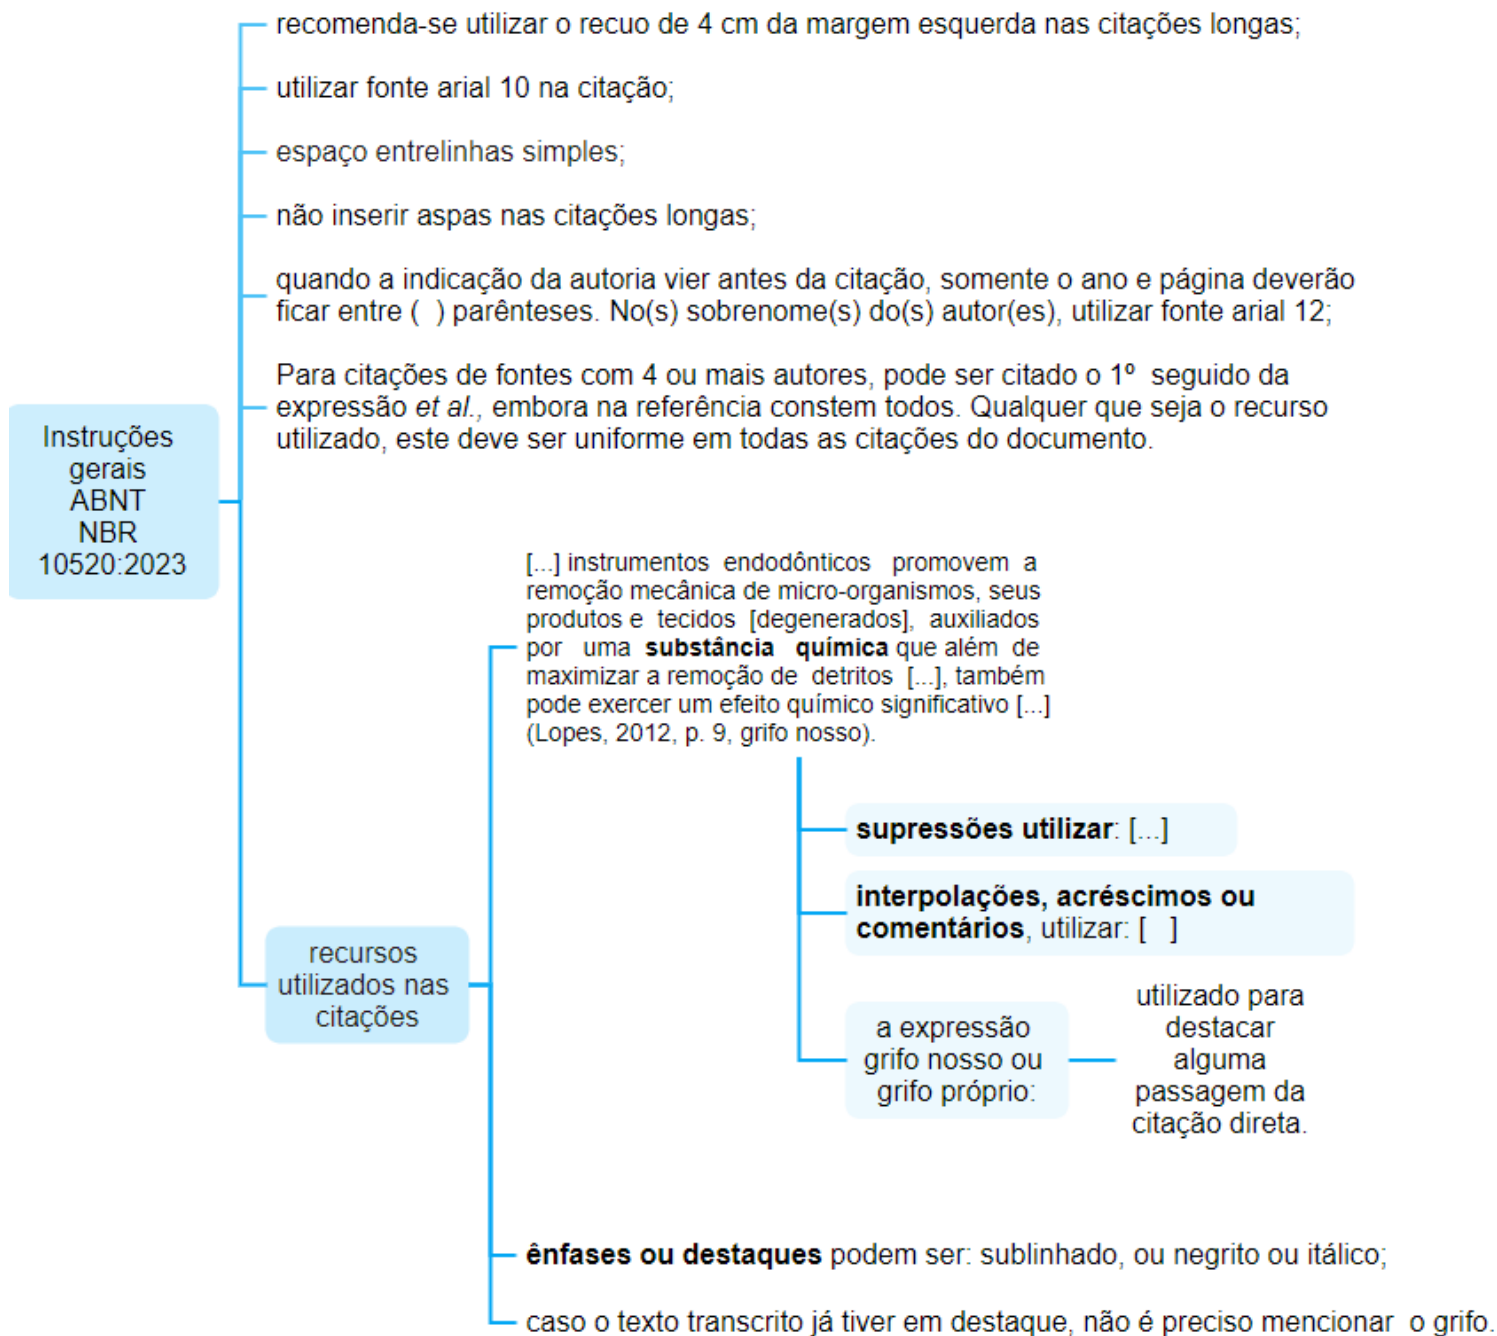 recomenda-se utilizar o recuo de 4 cm da margem esquerda nas citações longas;
utilizar fonte arial 10 na citação;
espaço entrelinhas simples;
não inserir aspas nas citações longas;
quando a indicação da autoria vier antes da citação, somente o ano e página deverão
ficar entre (  ) parênteses. No(s) sobrenome(s) do(s) autor(es), utilizar fonte arial 12;
Para citações de fontes com 4 ou mais autores, pode ser citado o 1º  seguido da
expressão et al., embora na referência constem todos. Qualquer que seja o recurso
utilizado, este deve ser uniforme em todas as citações do documento.
Instruções
gerais
ABNT
NBR
10520:2023
[...] instrumentos endodônticos promovem a
remoção mecânica de micro-organismos, seus
produtos e tecidos [degenerados], auxiliados
por uma substância química que além de
maximizar a remoção de detritos [...], também
pode exercer um efeito químico significativo [...]
(Lopes, 2012, p. 9, grifo nosso).
supressões utilizar: [...]
interpolações, acréscimos ou
comentários, utilizar: [   ]
recursos
utilizados nas
citações
a expressão
grifo nosso ou
grifo próprio:
utilizado para
destacar
alguma
passagem da
citação direta.
ênfases ou destaques podem ser: sublinhado, ou negrito ou itálico;
caso o texto transcrito já tiver em destaque, não é preciso mencionar  o grifo.